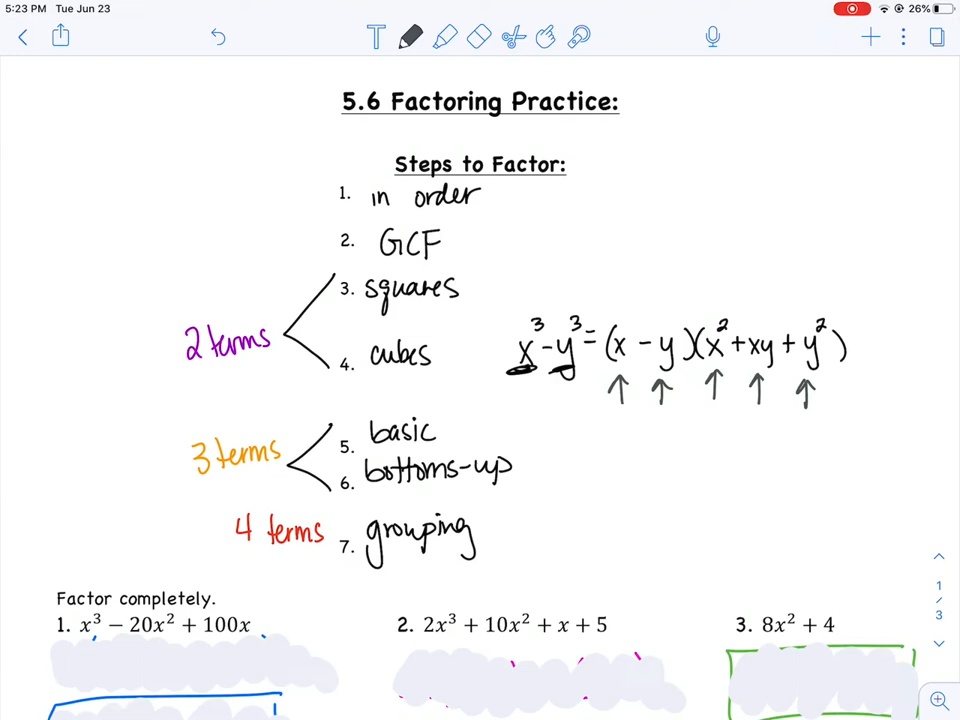 5:23 PM Tue Jun 23
26%
5.6 Factoring Practice:
Steps to Factor:
1. in order
2. GCF
3. squares
2 terms
4. cubes
x³ - y³ = (x - y)(x² + xy + y²)
5. basic
3 terms
6. bottoms-up
4 terms
7. grouping
Factor completely.
1. x³ − 20x² + 100x
2. 2x³ + 10x² + x + 5
3. 8x² + 4
1
/
3